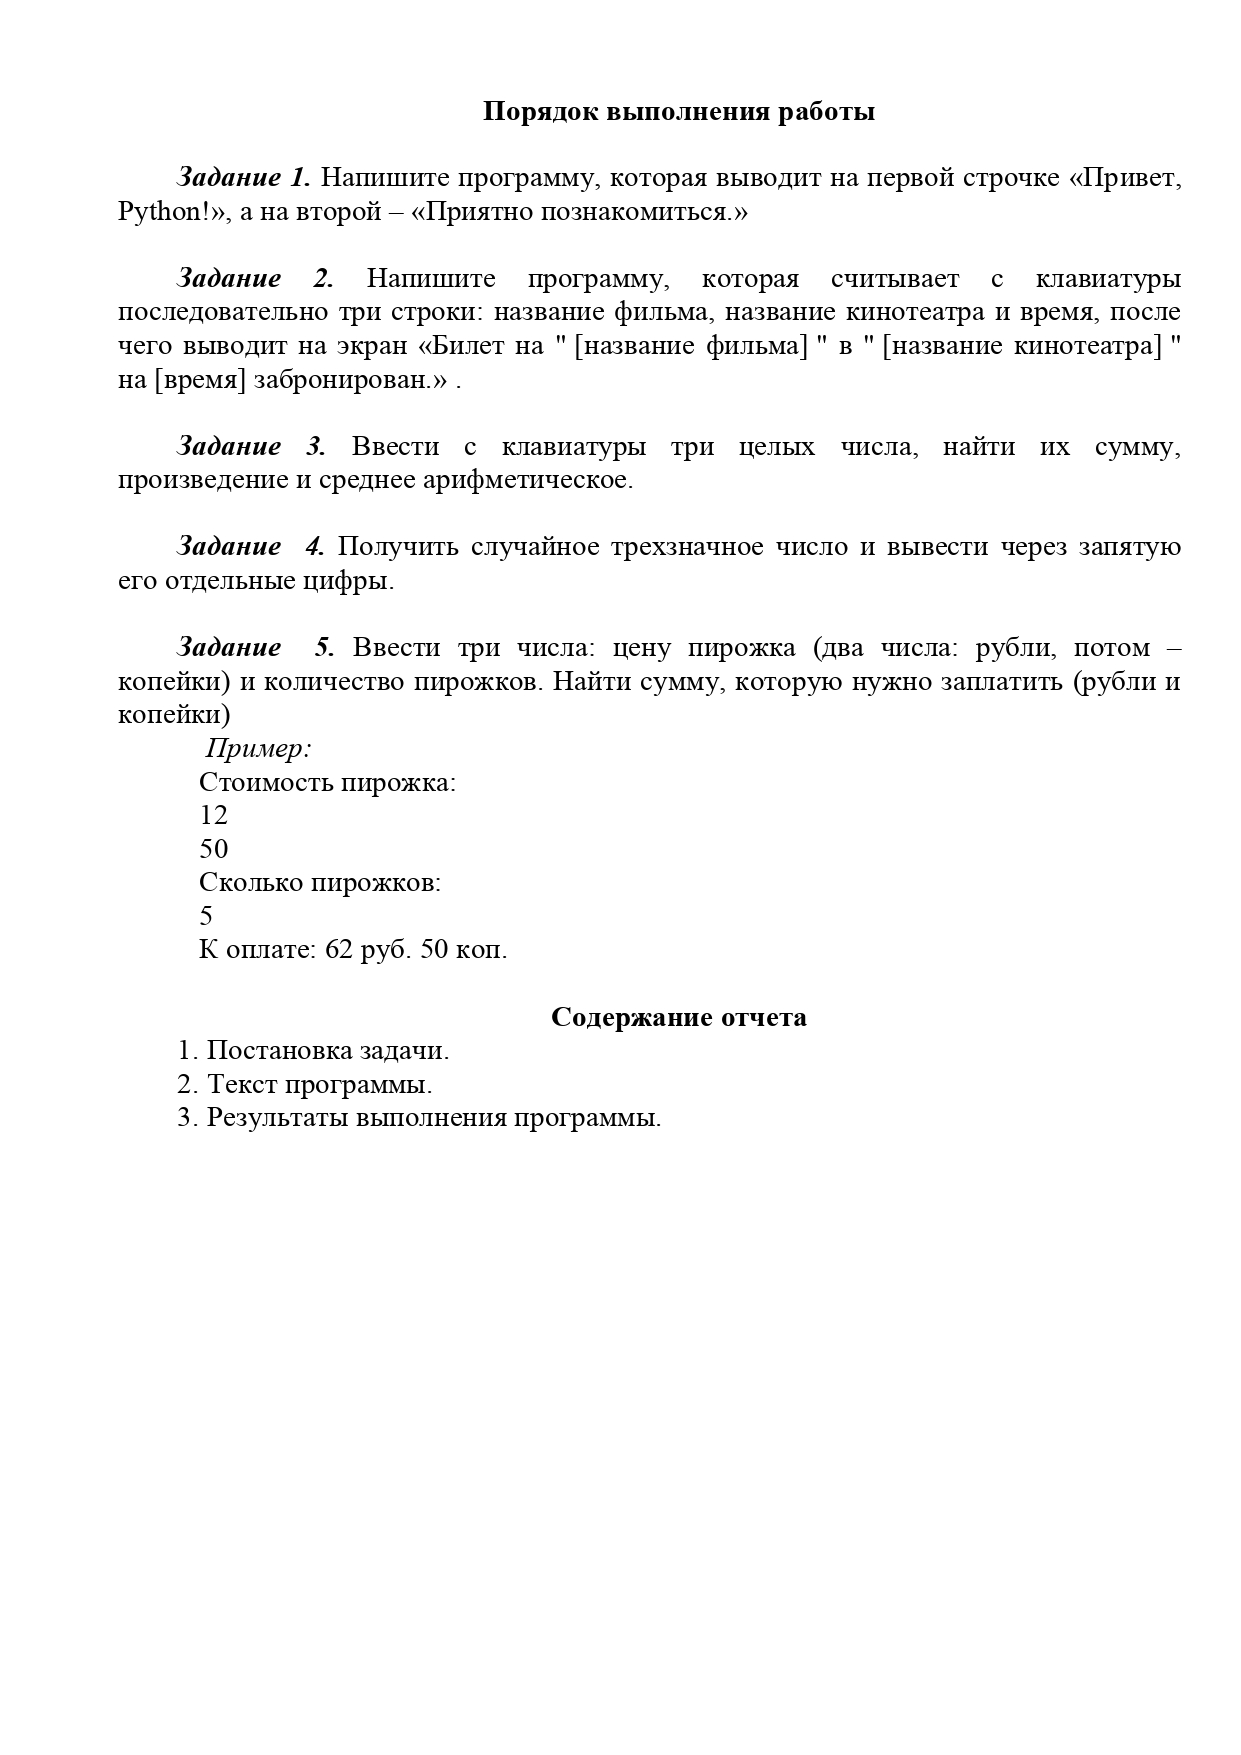 Порядок выполнения работы
Задание 1. Напишите программу, которая выводит на первой строчке «Привет,
Python!», а на второй – «Приятно познакомиться.»
Задание 2. Напишите программу, которая считывает с клавиатуры
последовательно три строки: название фильма, название кинотеатра и время, после
чего выводит на экран «Билет на " [название фильма] " в " [название кинотеатра] "
на [время] забронирован.» .
Задание 3. Ввести с клавиатуры три целых числа, найти их сумму,
произведение и среднее арифметическое.
Задание 4. Получить случайное трехзначное число и вывести через запятую
его отдельные цифры.
Задание 5. Ввести три числа: цену пирожка (два числа: рубли, потом –
копейки) и количество пирожков. Найти сумму, которую нужно заплатить (рубли и
копейки)
Пример:
Стоимость пирожка:
12
50
Сколько пирожков:
5
К оплате: 62 руб. 50 коп.
Содержание отчета
1. Постановка задачи.
2. Текст программы.
3. Результаты выполнения программы.